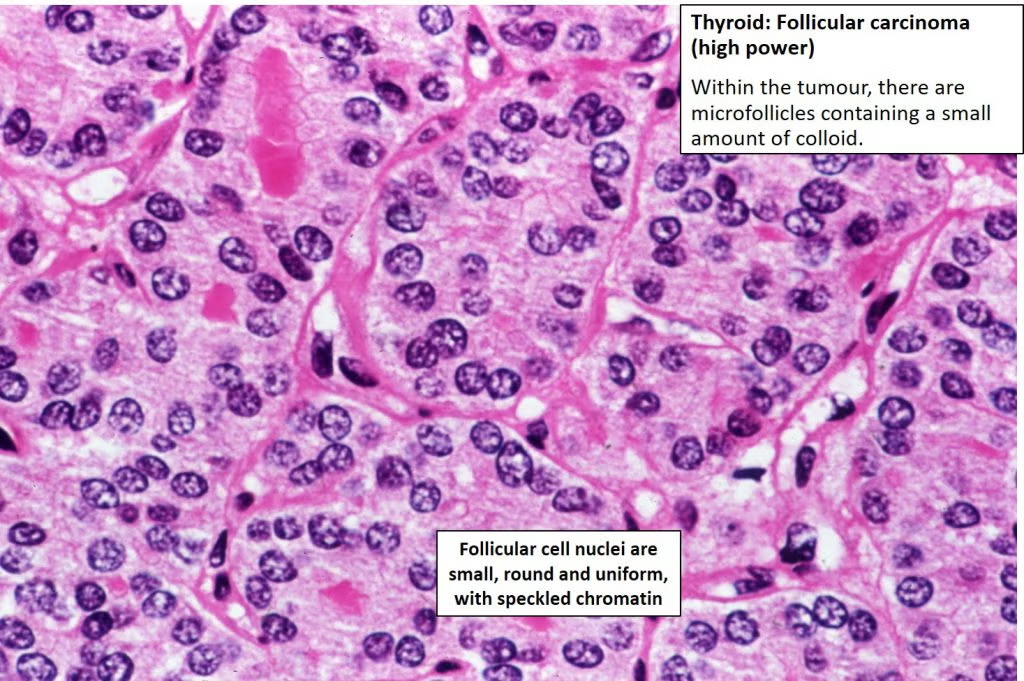 Thyroid: Follicular carcinoma
(high power)
Within the tumour, there are
microfollicles containing a small
amount of colloid.
Follicular cell nuclei are
small, round and uniform,
with speckled chromatin